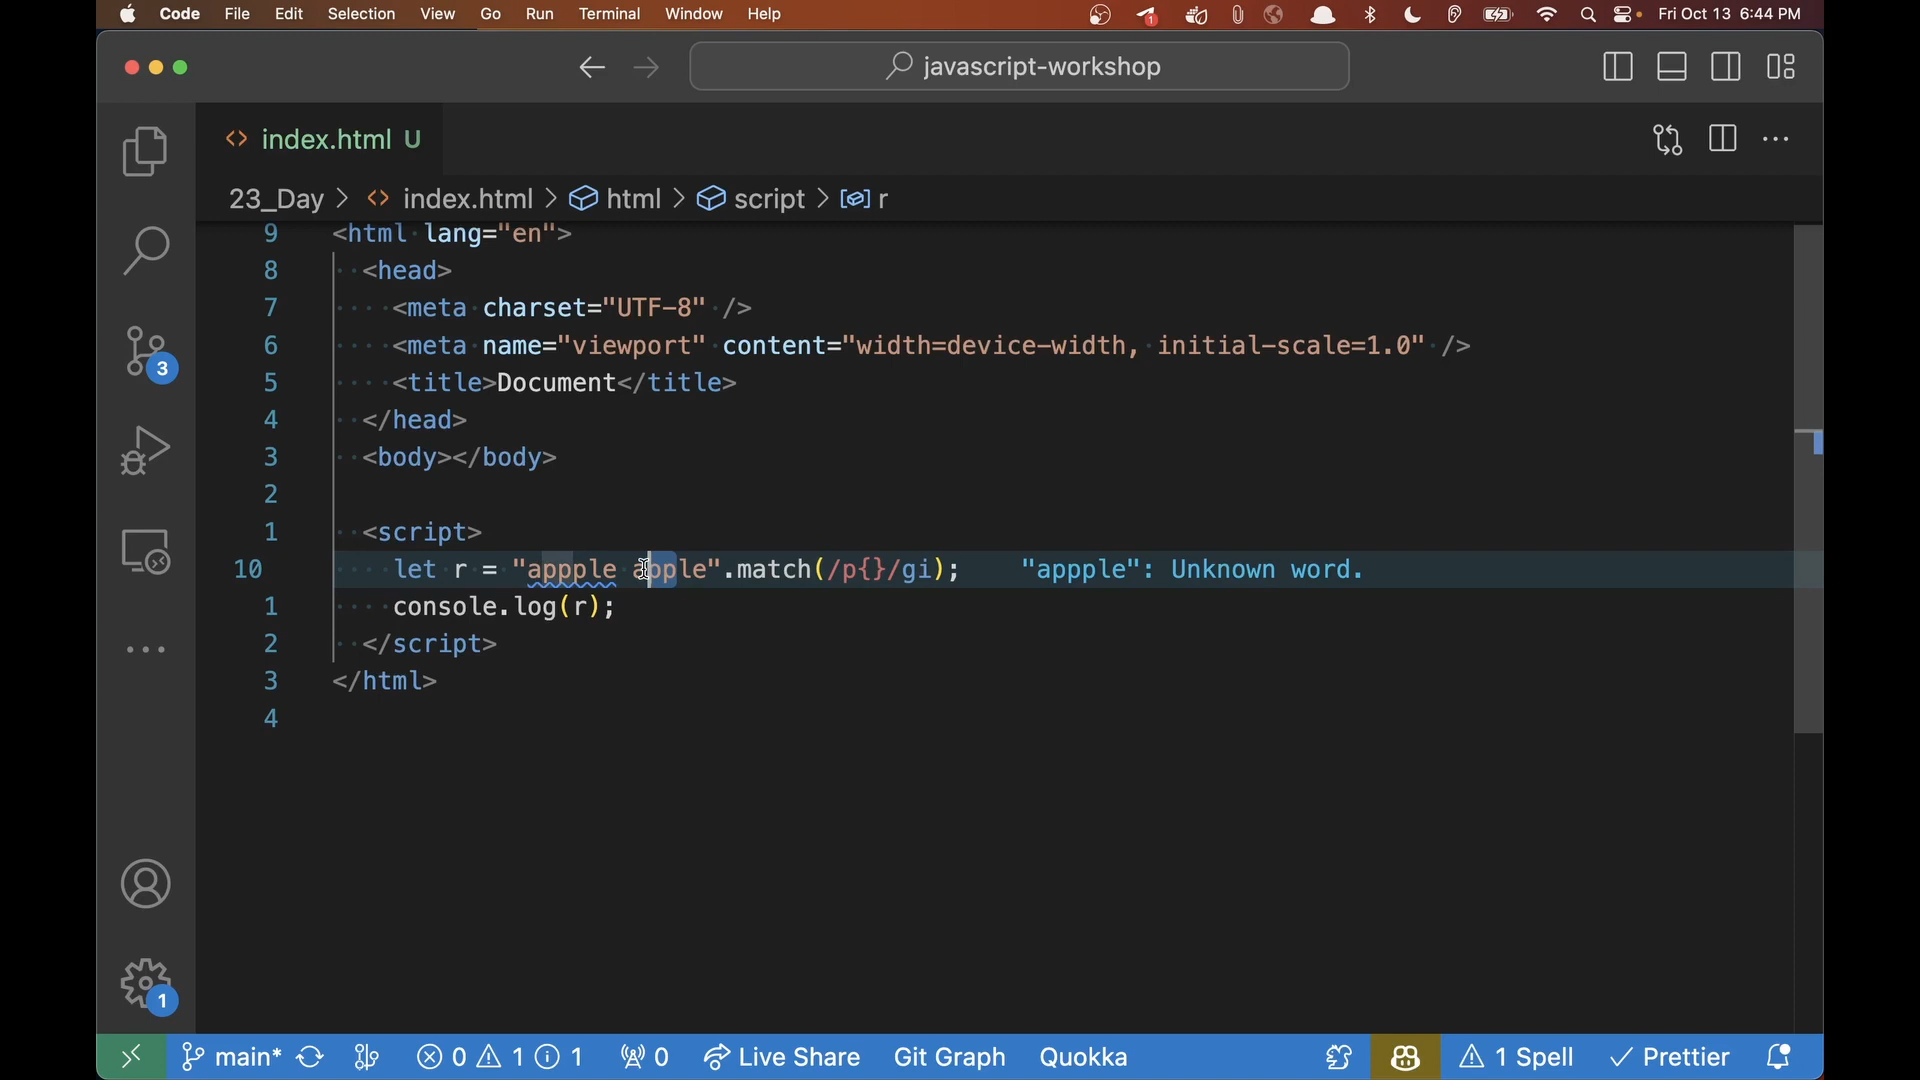 Code File Edit Selection View Go Run Terminal Window Help 1 Fri Oct 13 6:44 PM
javascript-workshop
index.html U
23_Day > index.html > html > script > r
9 <html lang="en">
8 <head>
7 <meta charset="UTF-8" />
6 <meta name="viewport" content="width=device-width, initial-scale=1.0" />
5 <title>Document</title>
4 </head>
3 <body></body>
2
1 <script>
10 let r = "appple apple".match(/p{}/gi); "appple": Unknown word.
1 console.log(r);
2 </script>
3 </html>
4
3
1
main* 0 1 1 0 Live Share Git Graph Quokka 1 Spell Prettier